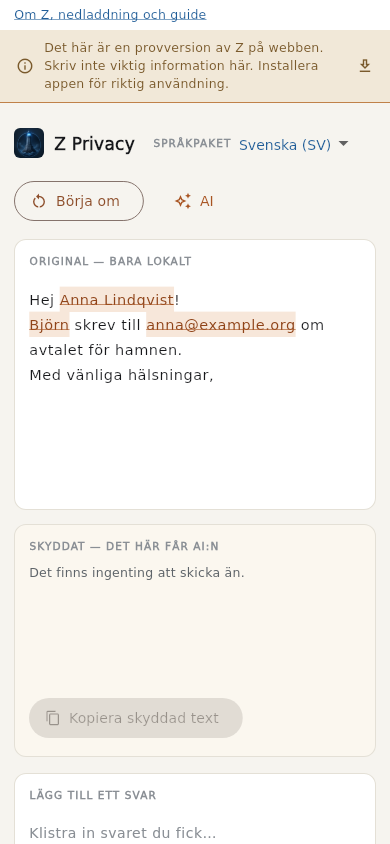 Om Z, nedladdning och guide
Det här är en provversion av Z på webben.
Skriv inte viktig information här. Installera
appen för riktig användning.
Z Privacy
SPRÅKPAKET
Svenska (SV)
Börja om
AI
ORIGINAL — BARA LOKALT
Hej Anna Lindqvist!
Björn skrev till anna@example.org om
avtalet för hamnen.
Med vänliga hälsningar,
SKYDDAT — DET HÄR FÅR AI:N
Det finns ingenting att skicka än.
Kopiera skyddad text
LÄGG TILL ETT SVAR
Klistra in svaret du fick...